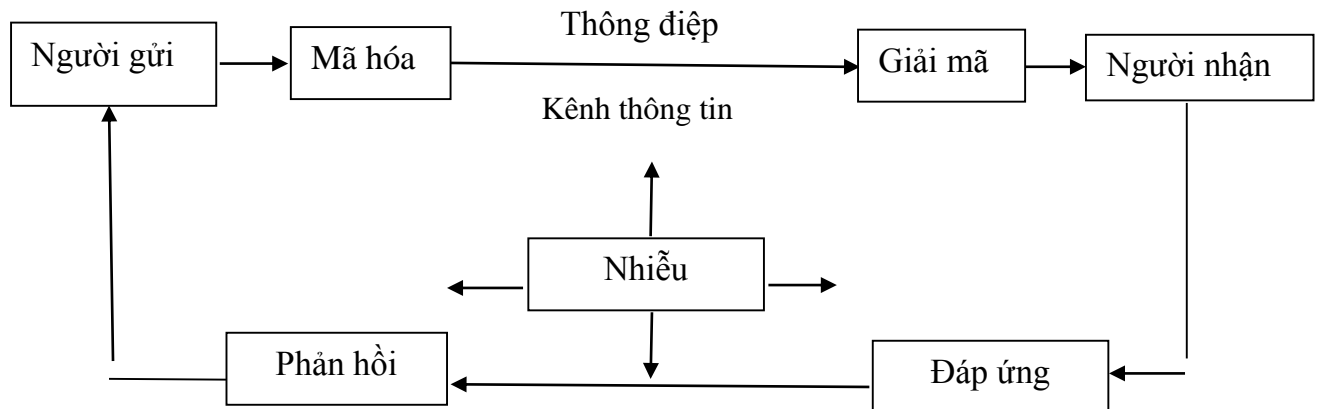 Thông điệp
Người gửi
Mã hóa
Giải mã
Người nhận
Kênh thông tin
Nhiễu
Phản hồi
Đáp ứng